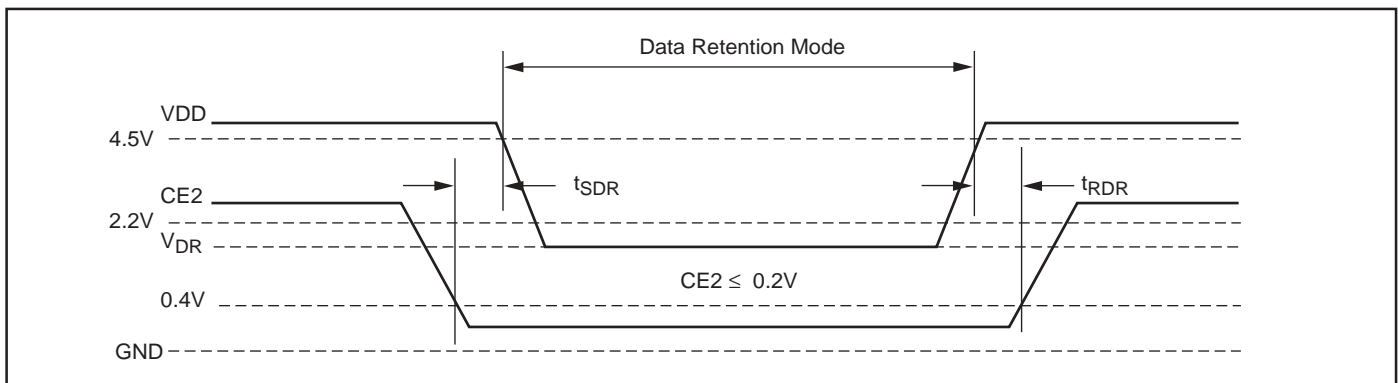 Data Retention Mode
VDD
4.5V
tSDR
tRDR
CE2
2.2V
VDR
CE2 ≤ 0.2V
0.4V
GND